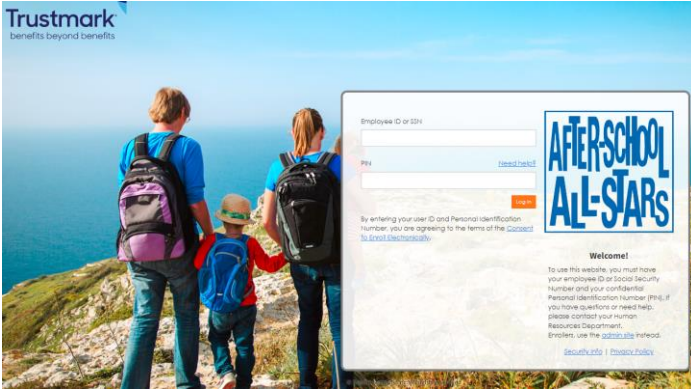 Trustmark
benefits beyond benefits
Employee ID or SSN
PIN
Need help?
Log in
By entering your user ID and Personal Identification
Number, you are agreeing to the terms of the Consent
To Enroll Electronically.
AFTER-SCHOOL
ALL-STARS
Welcome!
To use this website, you must have
your employee ID or Social Security
Number and your confidential
Personal Identification Number (PIN). If
you have questions or need help,
please contact your Human
Resources Department.
Enrollers, use the admin site instead.
Security Info | Privacy Policy